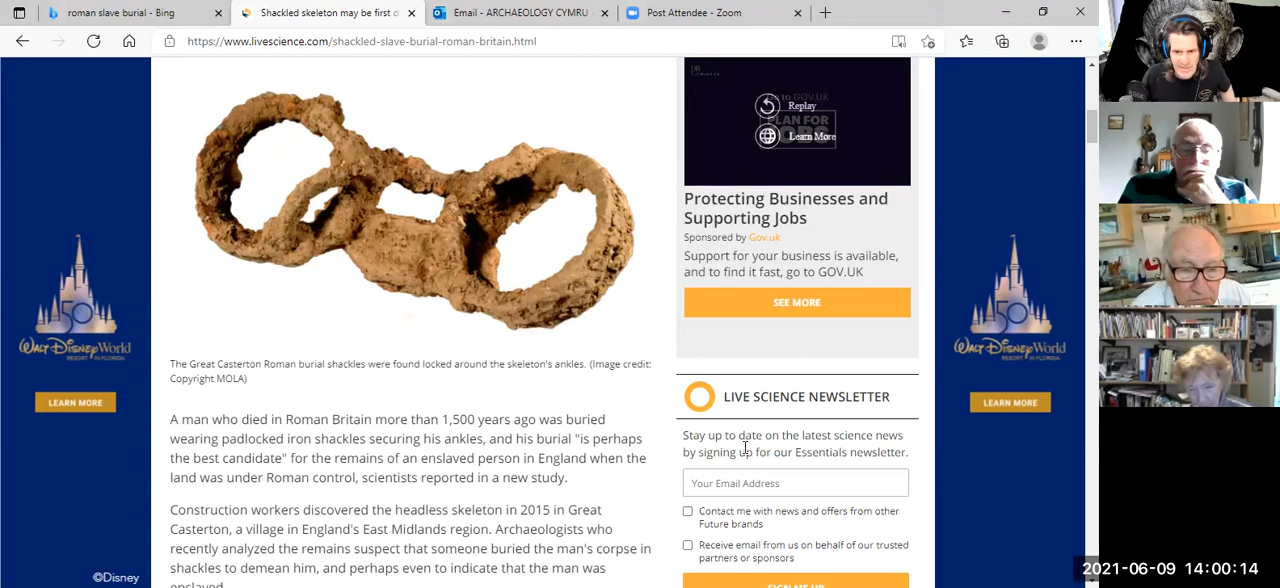 roman slave burial - Bing
Shackled skeleton may be first d
Email - ARCHAEOLOGY CYMRU -
Post Attendee - Zoom
https://www.livescience.com/shackled-slave-burial-roman-britain.html
GO to GOV.UK
Replay
PLAN FOR
JOBS
Learn More
Protecting Businesses and
Supporting Jobs
Sponsored by Gov.uk
Support for your business is available,
and to find it fast, go to GOV.UK
SEE MORE
The Great Casterton Roman burial shackles were found locked around the skeleton's ankles. (Image credit:
Copyright MOLA)
A man who died in Roman Britain more than 1,500 years ago was buried
wearing padlocked iron shackles securing his ankles, and his burial "is perhaps
the best candidate" for the remains of an enslaved person in England when the
land was under Roman control, scientists reported in a new study.
Construction workers discovered the headless skeleton in 2015 in Great
Casterton, a village in England's East Midlands region. Archaeologists who
recently analyzed the remains suspect that someone buried the man's corpse in
shackles to demean him, and perhaps even to indicate that the man was
enslaved.
LIVE SCIENCE NEWSLETTER
Stay up to date on the latest science news
by signing up for our Essentials newsletter.
Your Email Address
Contact me with news and offers from other
Future brands
Receive email from us on behalf of our trusted
partners or sponsors
SIGN ME UP
50
Walt Disney World
RESORT IN FLORIDA
LEARN MORE
©Disney
50
Walt Disney World
RESORT IN FLORIDA
LEARN MORE
2021-06-09 14:00:14